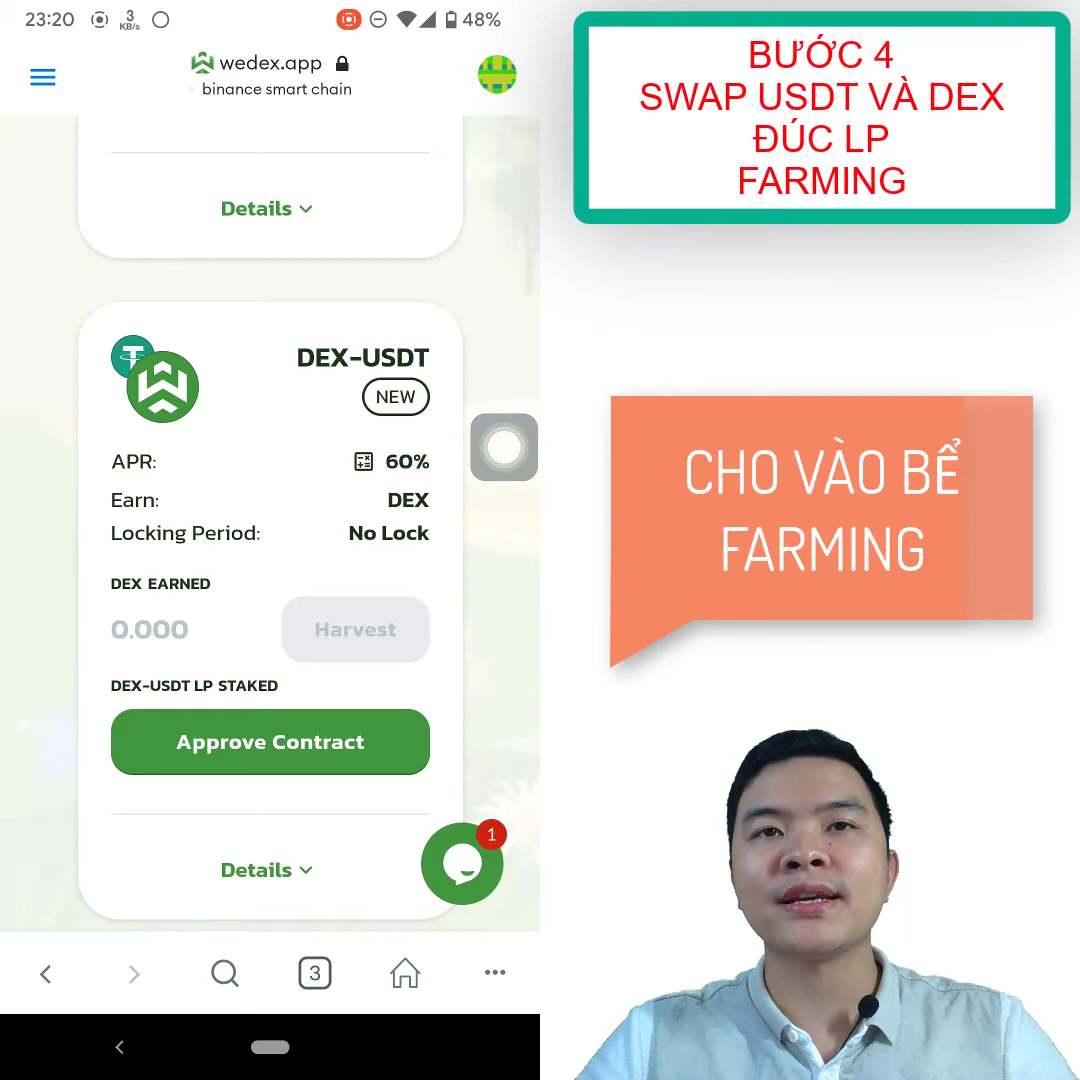 23:20
3
KB/s
48%
wedex.app
binance smart chain
Details
DEX-USDT
NEW
APR: 60%
Earn: DEX
Locking Period: No Lock
DEX EARNED
0.000 Harvest
DEX-USDT LP STAKED
Approve Contract
1
Details
3
BƯỚC 4
SWAP USDT VÀ DEX
ĐÚC LP
FARMING
CHO VÀO BỂ
FARMING